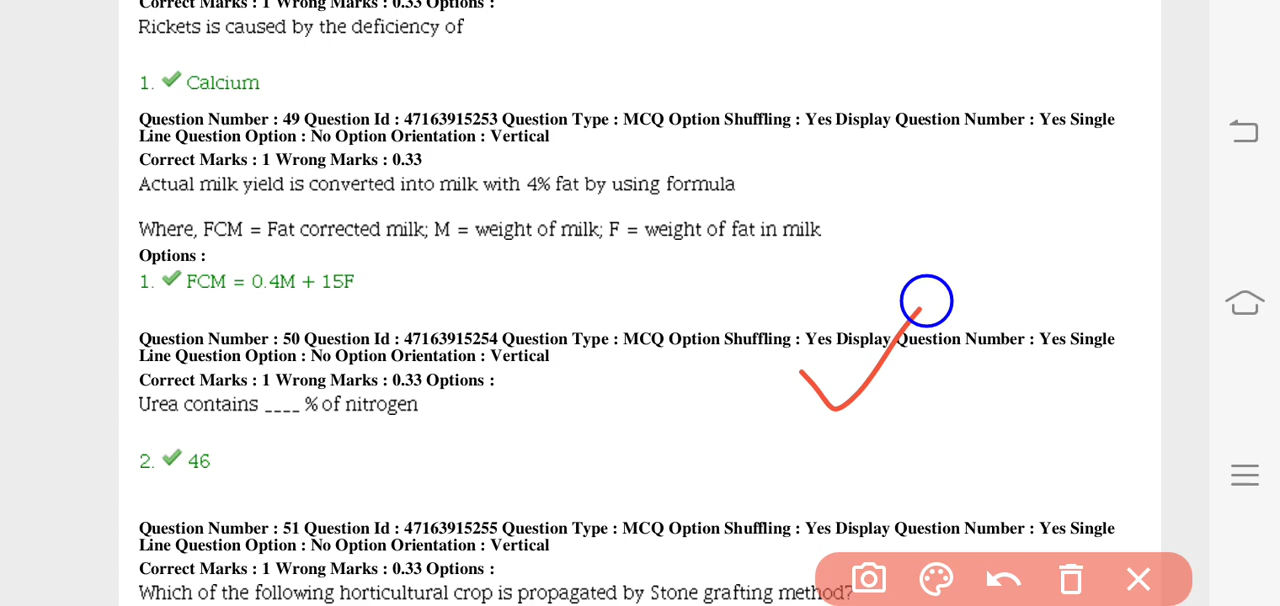 Correct Marks : 1 Wrong Marks : 0.33 Options :
Rickets is caused by the deficiency of
1. Calcium
Question Number : 49 Question Id : 47163915253 Question Type : MCQ Option Shuffling : Yes Display Question Number : Yes Single
Line Question Option : No Option Orientation : Vertical
Correct Marks : 1 Wrong Marks : 0.33
Actual milk yield is converted into milk with 4% fat by using formula
Where, FCM = Fat corrected milk; M = weight of milk; F = weight of fat in milk
Options :
1. FCM = 0.4M + 15F
Question Number : 50 Question Id : 47163915254 Question Type : MCQ Option Shuffling : Yes Display Question Number : Yes Single
Line Question Option : No Option Orientation : Vertical
Correct Marks : 1 Wrong Marks : 0.33 Options :
Urea contains ____ % of nitrogen
2. 46
Question Number : 51 Question Id : 47163915255 Question Type : MCQ Option Shuffling : Yes Display Question Number : Yes Single
Line Question Option : No Option Orientation : Vertical
Correct Marks : 1 Wrong Marks : 0.33 Options :
Which of the following horticultural crop is propagated by Stone grafting method?